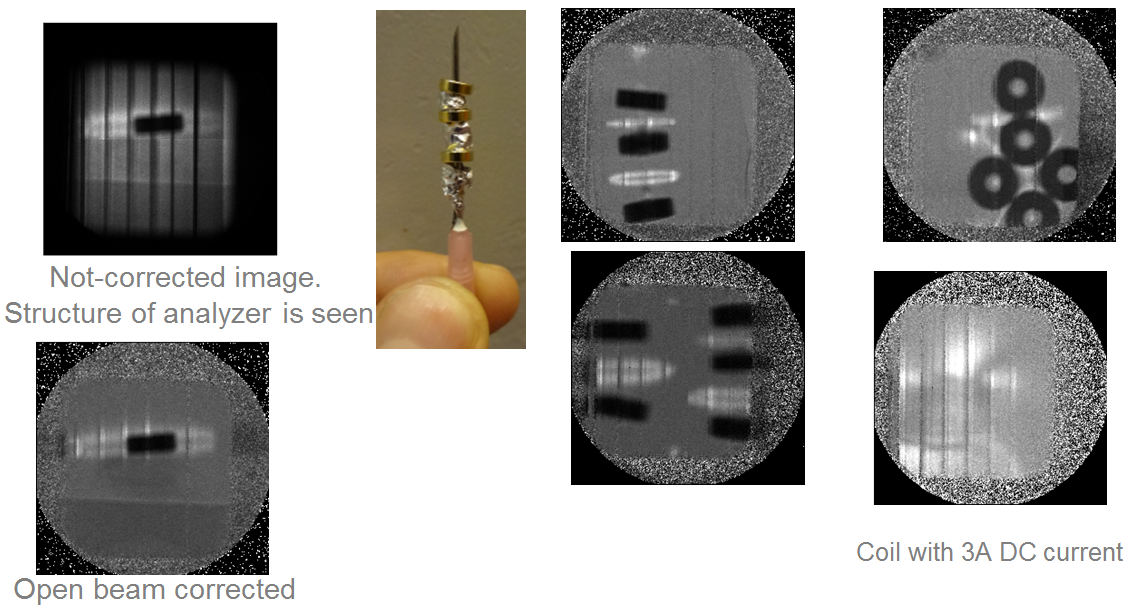 Not-corrected image.
Structure of analyzer is seen
Open beam corrected
Coil with 3A DC current